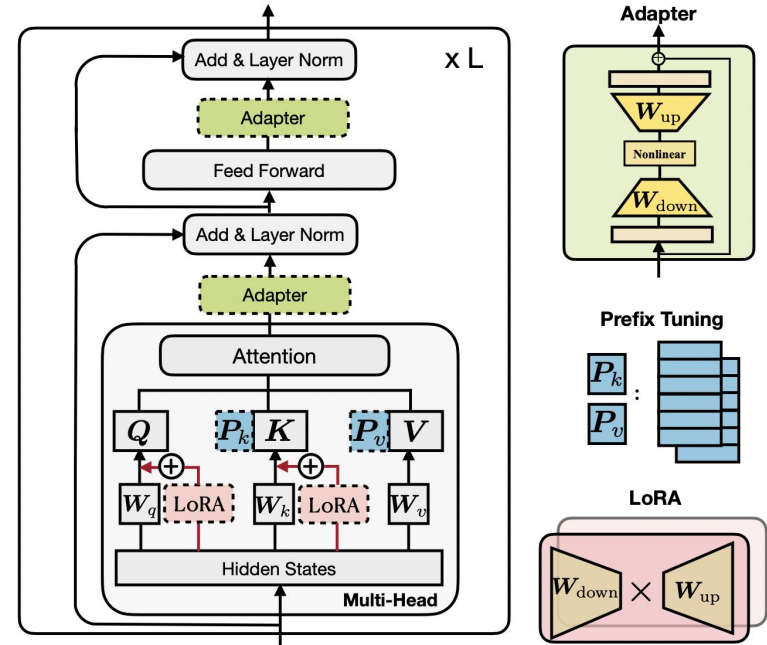 Add & Layer Norm
x L
Adapter
Feed Forward
Add & Layer Norm
Adapter
Attention
Q
P_k
K
P_v
V
+
+
W_q
LoRA
W_k
LoRA
W_v
Hidden States
Multi-Head
Adapter
+
W_up
Nonlinear
W_down
Prefix Tuning
P_k
P_v
:
LoRA
W_down × W_up